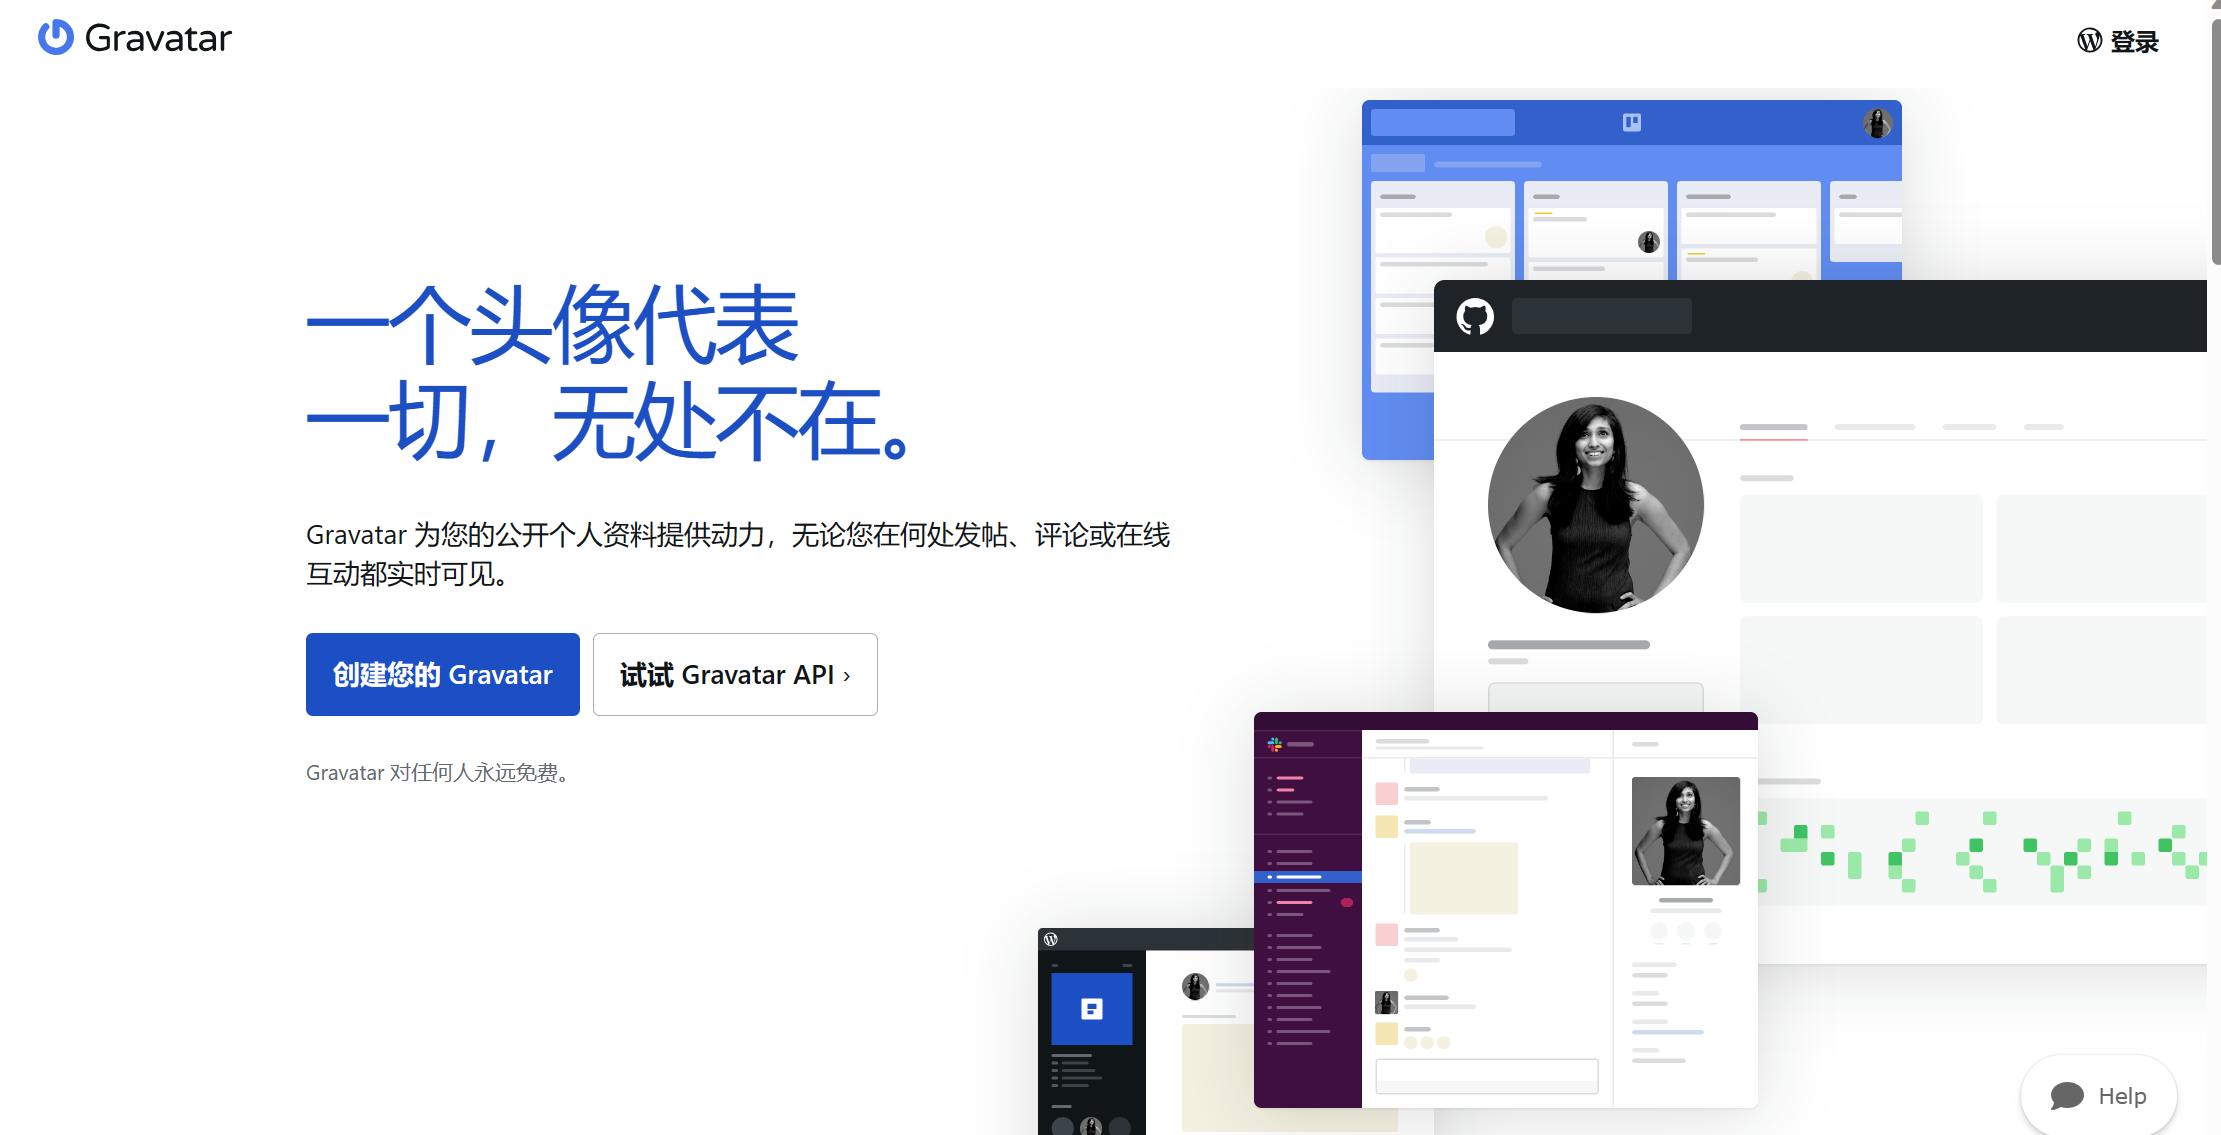 Gravatar
登录
一个头像代表
一切，无处不在。
Gravatar 为您的公开个人资料提供动力，无论您在何处发帖、评论或在线
互动都实时可见。
创建您的 Gravatar
试试 Gravatar API ›
Gravatar 对任何人永远免费。
Help